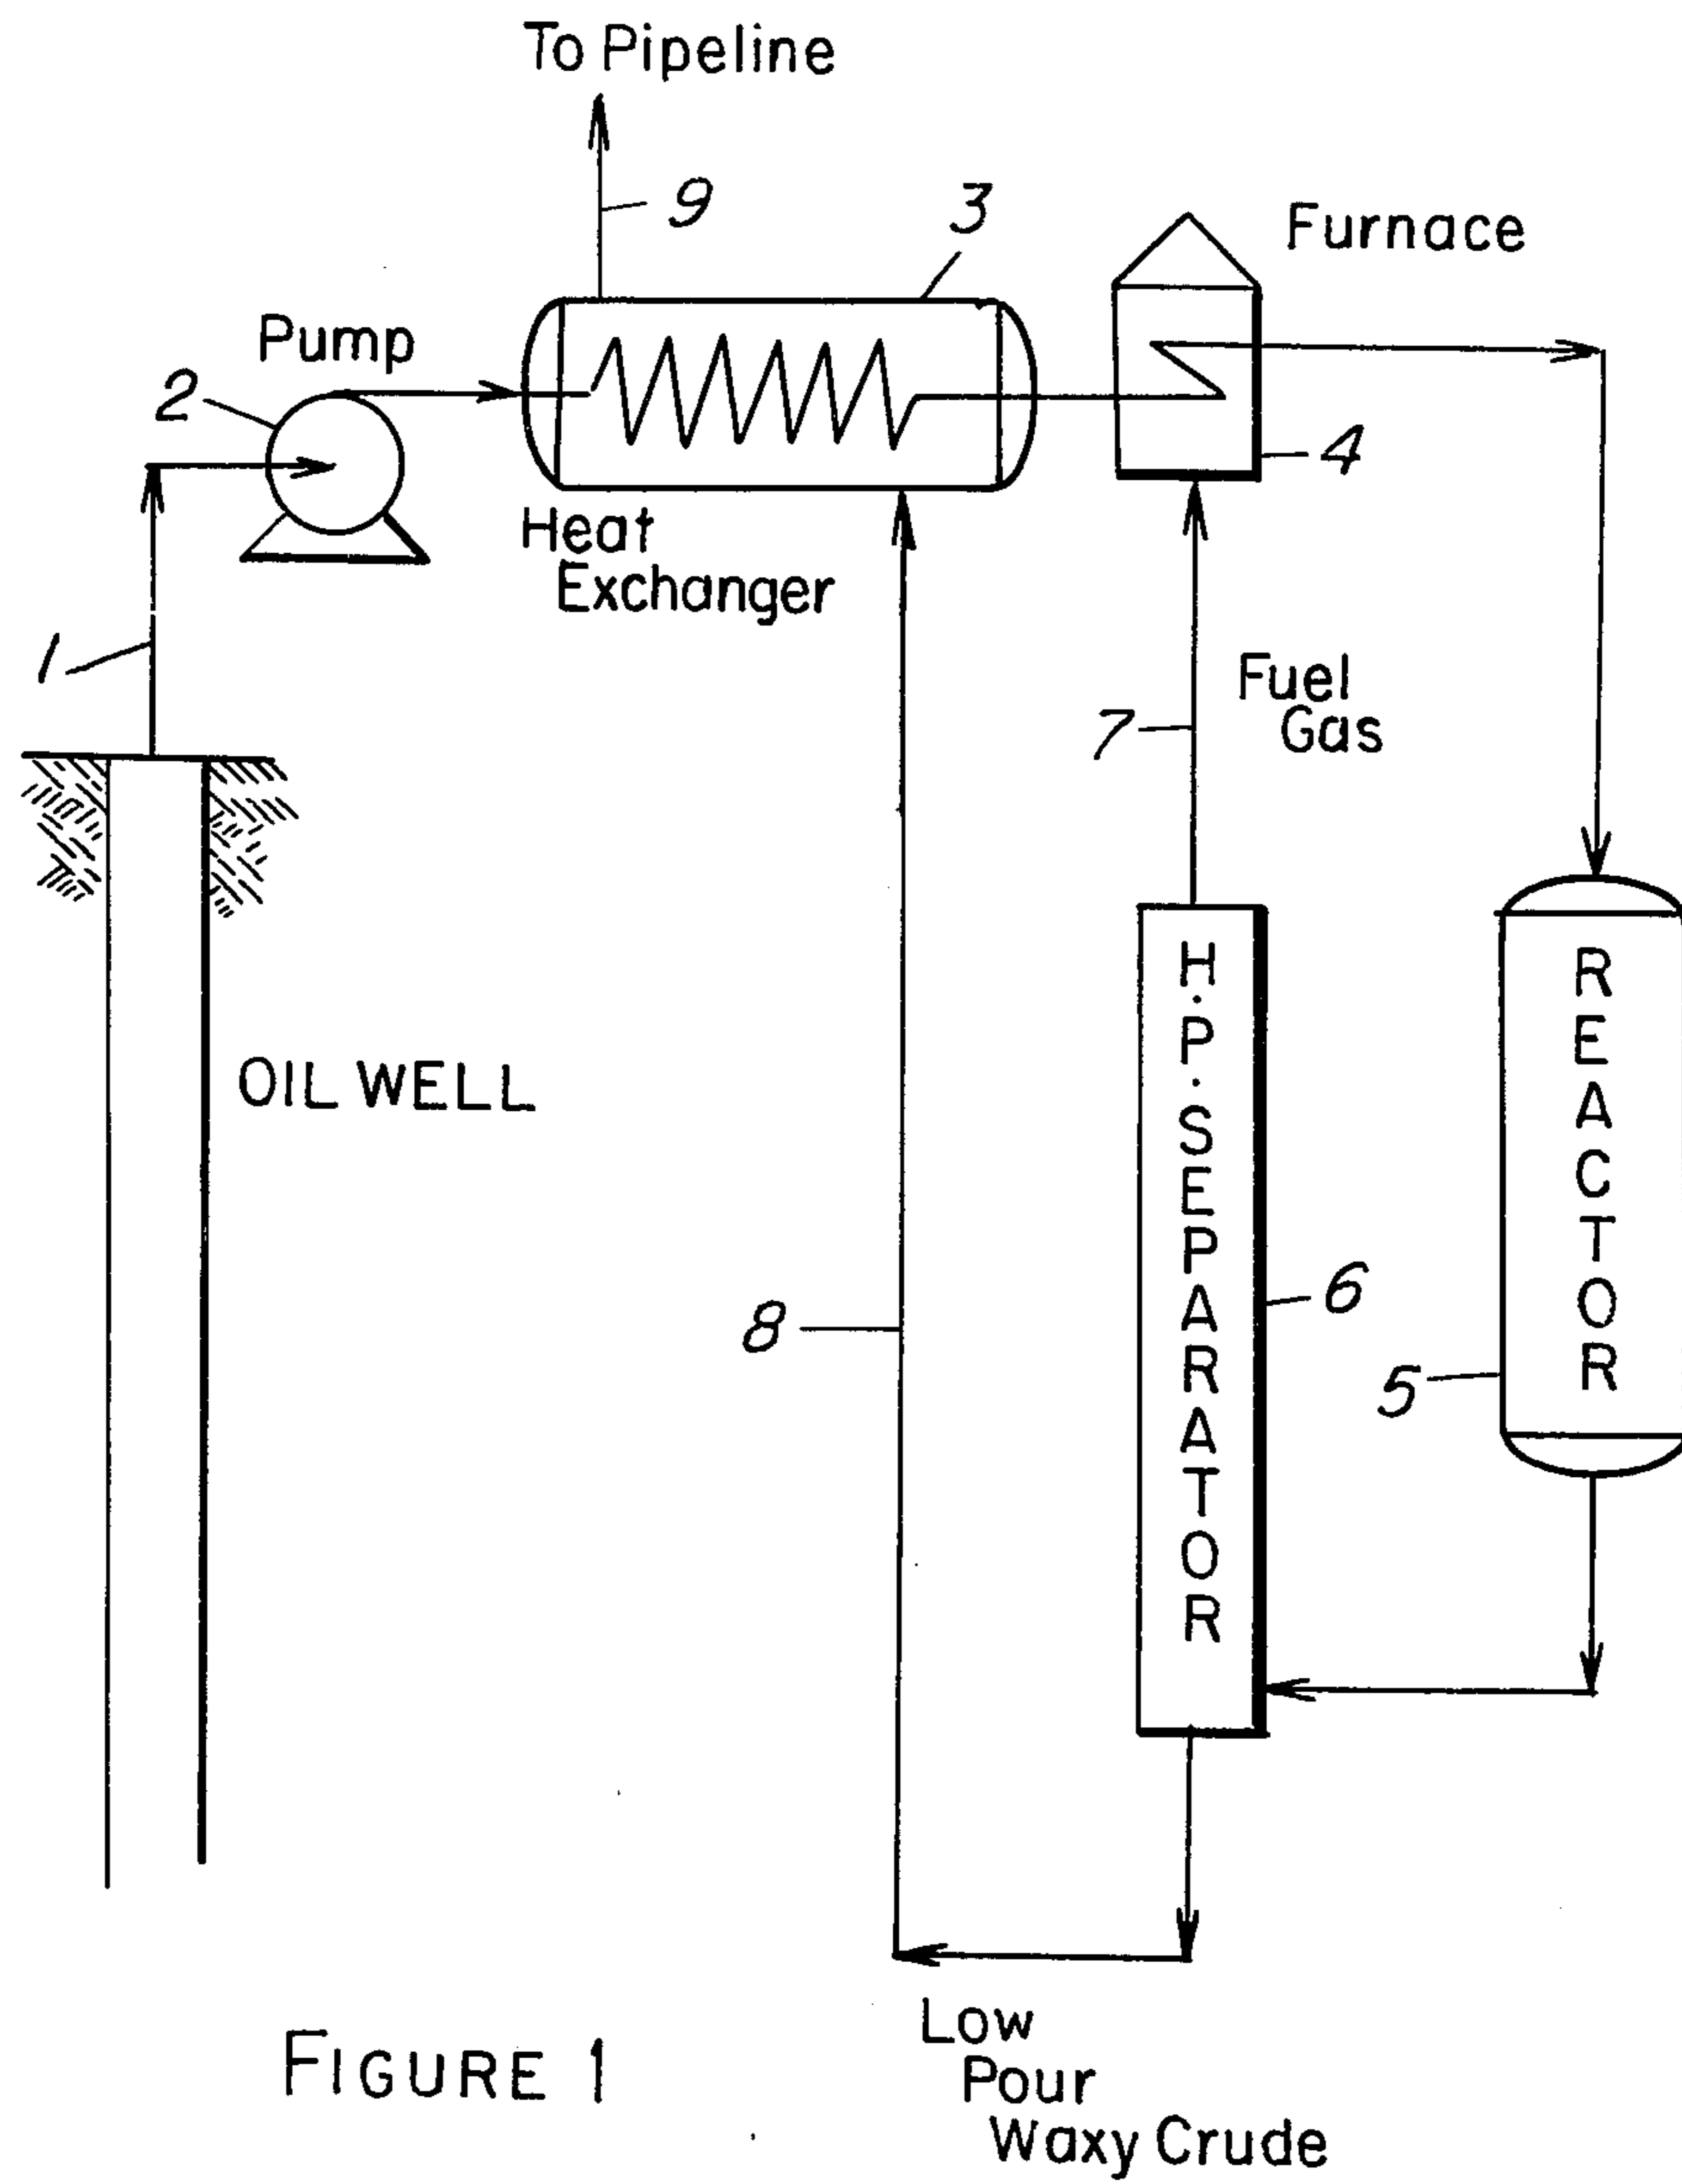 To Pipeline
9
3
Furnace
Pump
2
4
Heat
Exchanger
1
Fuel
Gas
7
H.P. SEPARATOR
REACTOR
OIL WELL
6
8
5
Low
Pour
Waxy Crude
FIGURE 1